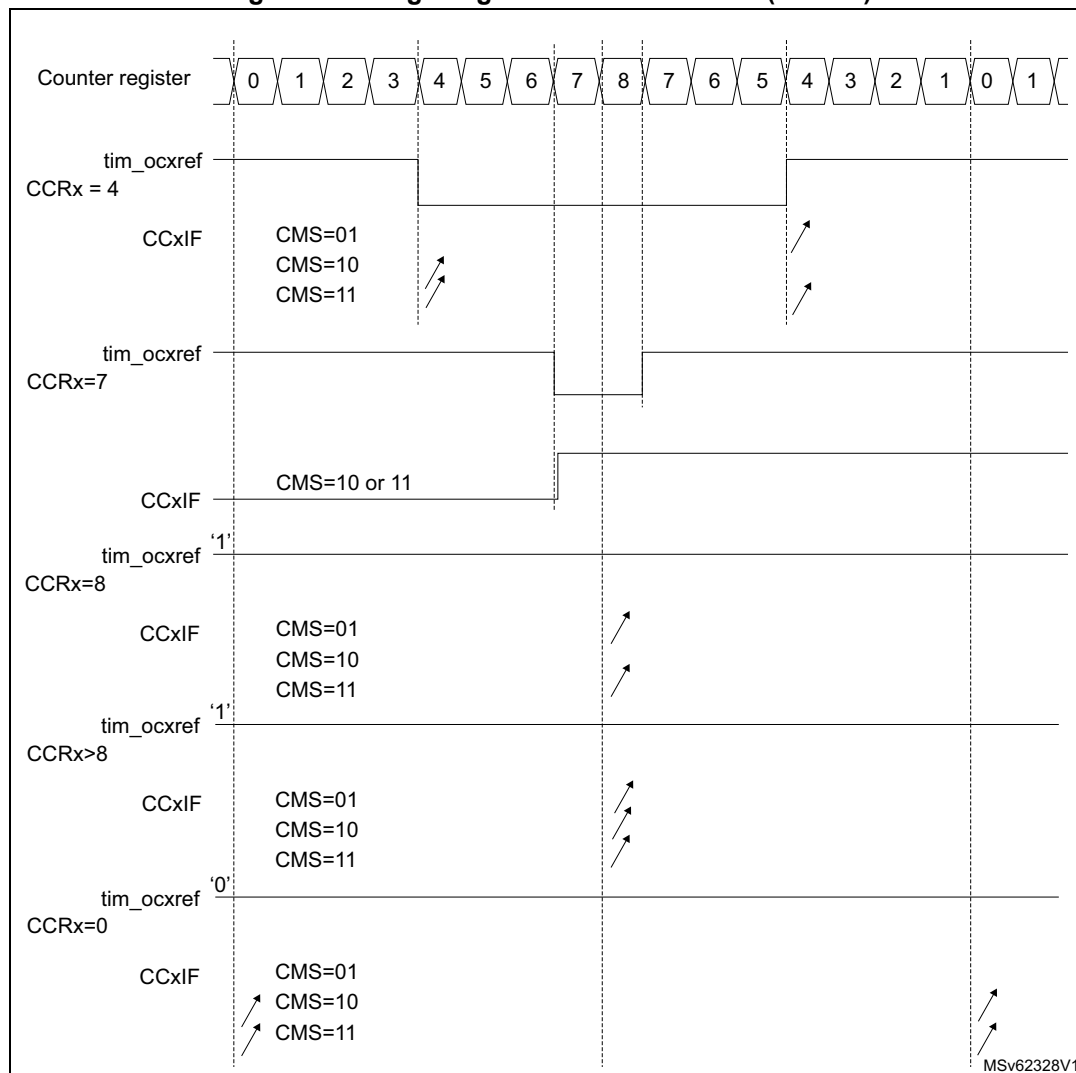 Counter register 0 1 2 3 4 5 6 7 8 7 6 5 4 3 2 1 0 1
tim_ocxref
CCRx = 4
CCxIF CMS=01
CMS=10
CMS=11
tim_ocxref
CCRx=7
CMS=10 or 11
CCxIF
'1'
tim_ocxref
CCRx=8
CCxIF CMS=01
CMS=10
CMS=11
'1'
tim_ocxref
CCRx>8
CCxIF CMS=01
CMS=10
CMS=11
'0'
tim_ocxref
CCRx=0
CCxIF CMS=01
CMS=10
CMS=11
MSv62328V1